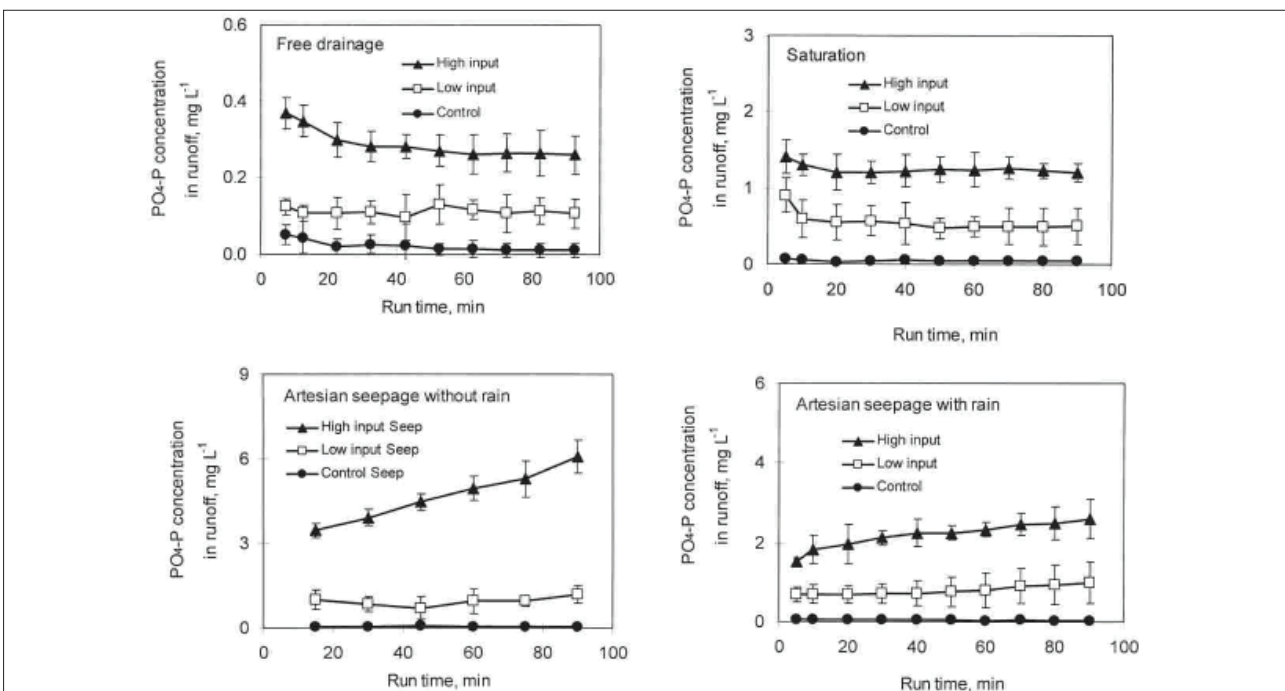 Free drainage
High input
Low input
Control
PO₄-P concentration
in runoff, mg L⁻¹
0.6
0.4
0.2
0.0
0 20 40 60 80 100
Run time, min
Saturation
High input
Low input
Control
PO₄-P concentration
in runoff, mg L⁻¹
3
2
1
0
0 20 40 60 80 100
Run time, min
Artesian seepage without rain
High input Seep
Low input Seep
Control Seep
PO₄-P concentration
in runoff, mg L⁻¹
9
6
3
0
0 20 40 60 80 100
Run time, min
Artesian seepage with rain
High input
Low input
Control
PO₄-P concentration
in runoff, mg L⁻¹
6
4
2
0
0 20 40 60 80 100
Run time, min